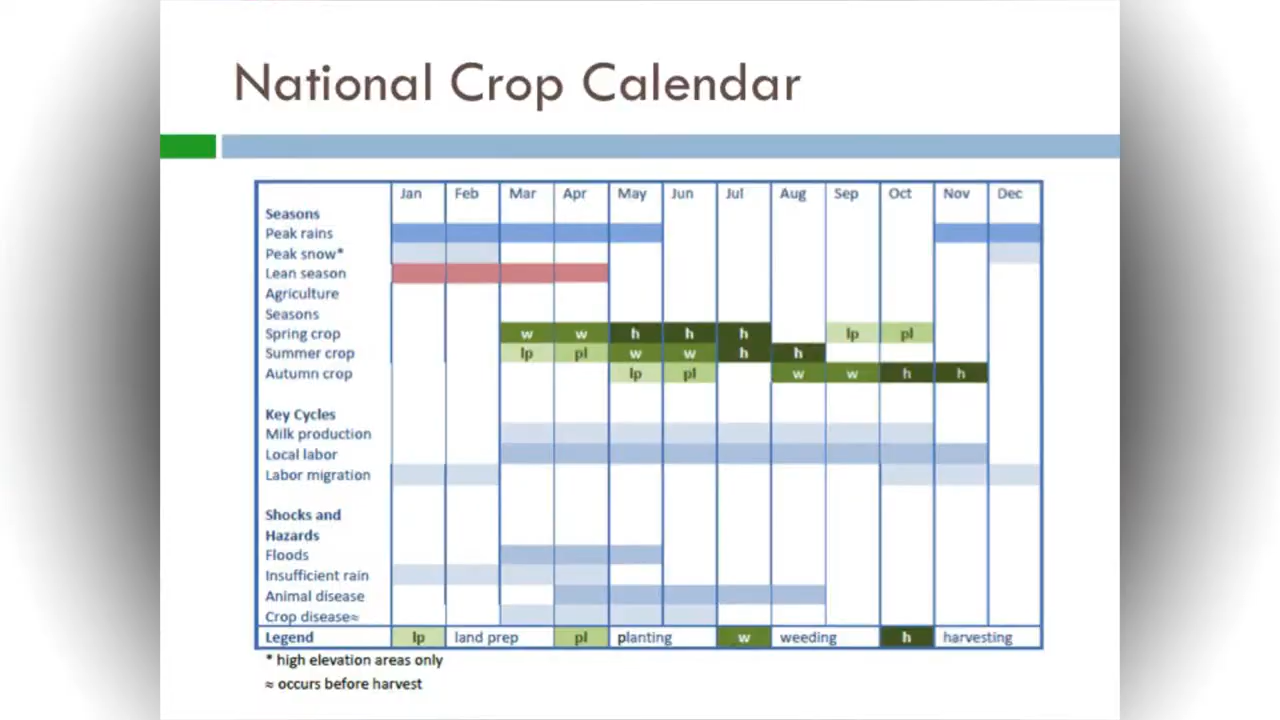 National Crop Calendar
Jan Feb Mar Apr May Jun Jul Aug Sep Oct Nov Dec
Seasons
Peak rains
Peak snow*
Lean season
Agriculture
Seasons
Spring crop w w h h h lp pl
Summer crop lp pl w w h h
Autumn crop lp pl w w h h
Key Cycles
Milk production
Local labor
Labor migration
Shocks and
Hazards
Floods
Insufficient rain
Animal disease
Crop disease≈
Legend lp land prep pl planting w weeding h harvesting
* high elevation areas only
≈ occurs before harvest